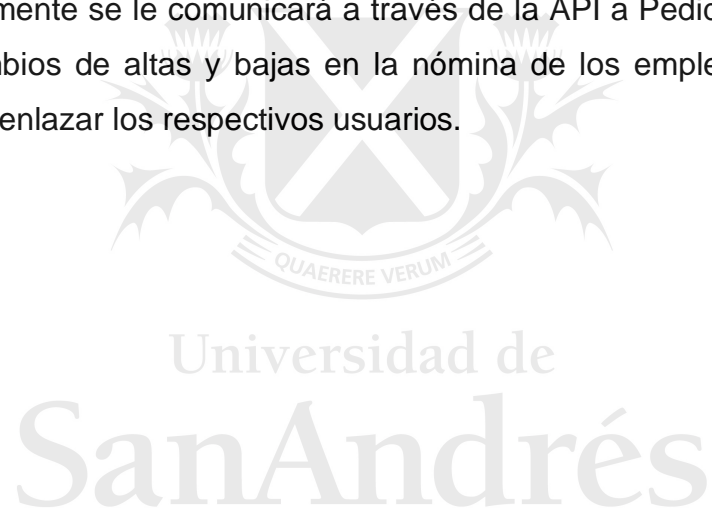 mente se le comunicará a través de la API a Pedid
bios de altas y bajas en la nómina de los emple
enlazar los respectivos usuarios.
QUAERERE VERUM
Universidad de
SanAndrés